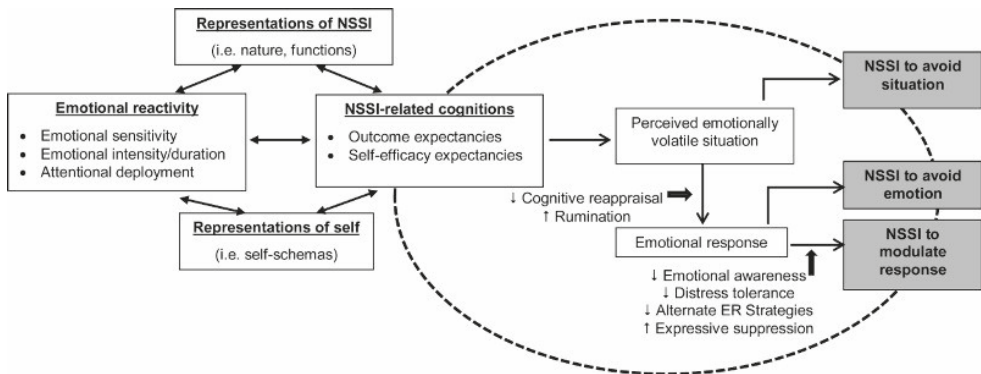 Representations of NSSI
(i.e. nature, functions)
Emotional reactivity
• Emotional sensitivity
• Emotional intensity/duration
• Attentional deployment
NSSI-related cognitions
• Outcome expectancies
• Self-efficacy expectancies
Representations of self
(i.e. self-schemas)
Perceived emotionally
volatile situation
↓ Cognitive reappraisal
↑ Rumination
Emotional response
↓ Emotional awareness
↓ Distress tolerance
↓ Alternate ER Strategies
↑ Expressive suppression
NSSI to avoid
situation
NSSI to avoid
emotion
NSSI to
modulate
response